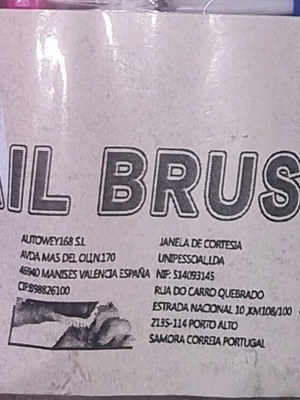 AIL BRUS
AUTOWEY168 S.L
AVDA MAS DEL OLI,N.170
46940 MANISES VALENCIA ESPAÑA
CIF:B98826100
JANELA DE CORTESIA
UNIPESSOAL,LDA
NIF: 514093145
RUA DO CARRO QUEBRADO
ESTRADA NACIONAL 10 ,KM108/100
2135-114 PORTO ALTO
SAMORA CORREIA PORTUGAL